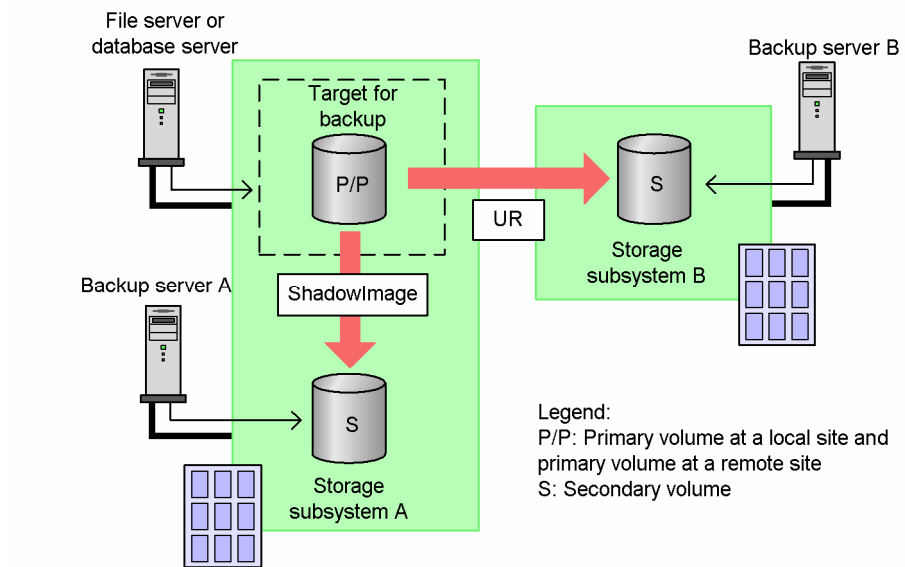 File server or
database server
Backup server B
Target for
backup
P/P
S
UR
Storage
subsystem B
Backup server A
ShadowImage
S
Storage
subsystem A
Legend:
P/P: Primary volume at a local site and
primary volume at a remote site
S: Secondary volume